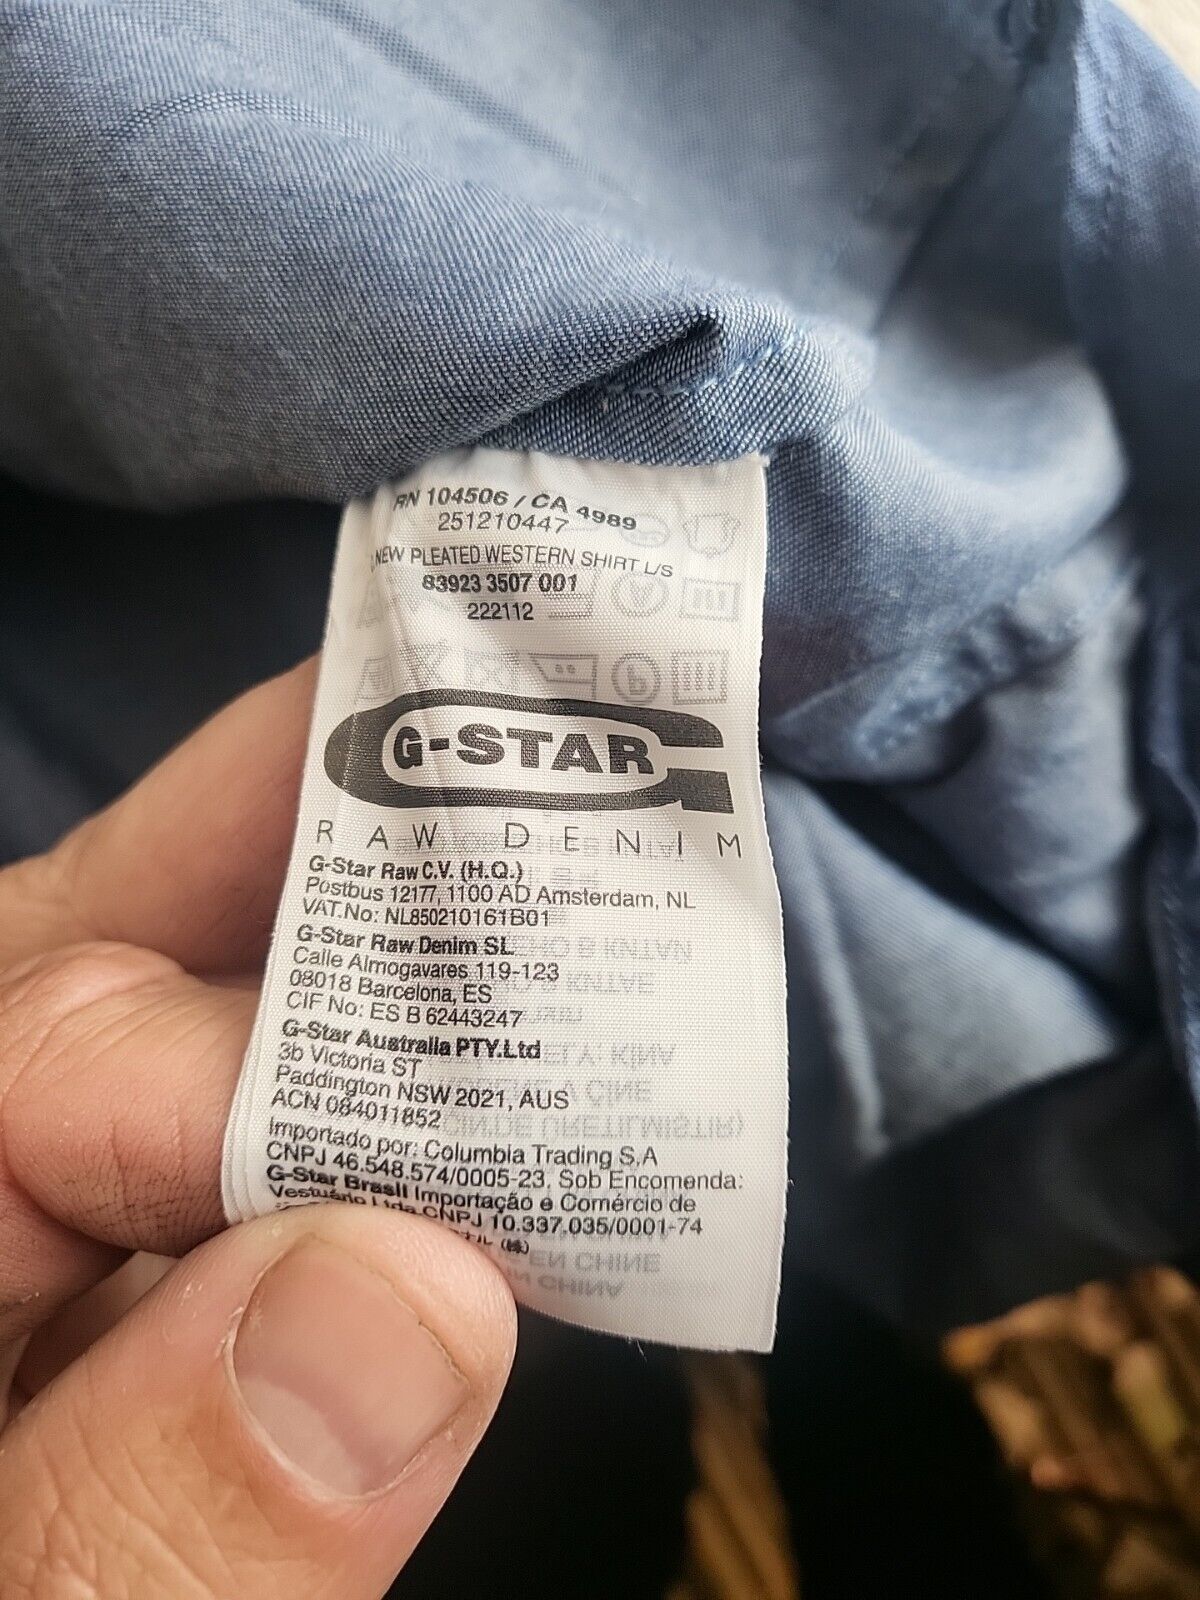 RN 104506 / CA 4989
251210447
NEW PLEATED WESTERN SHIRT L/S
83923 3507 001
222112
G-STAR
RAW DENIM
G-Star Raw C.V. (H.Q.)
Postbus 12177, 1100 AD Amsterdam, NL
VAT.No: NL850210161B01
G-Star Raw Denim SL
Calle Almogavares 119-123
08018 Barcelona, ES
CIF No: ES B 62443247
G-Star Australia PTY.Ltd
3b Victoria ST
Paddington NSW 2021, AUS
ACN 084011852
Importado por: Columbia Trading S.A
CNPJ 46.548.574/0005-23. Sob Encomenda:
G-Star Brasil Importação e Comércio de
Vestuário Ltda CNPJ 10.337.035/0001-74
ナル (株)